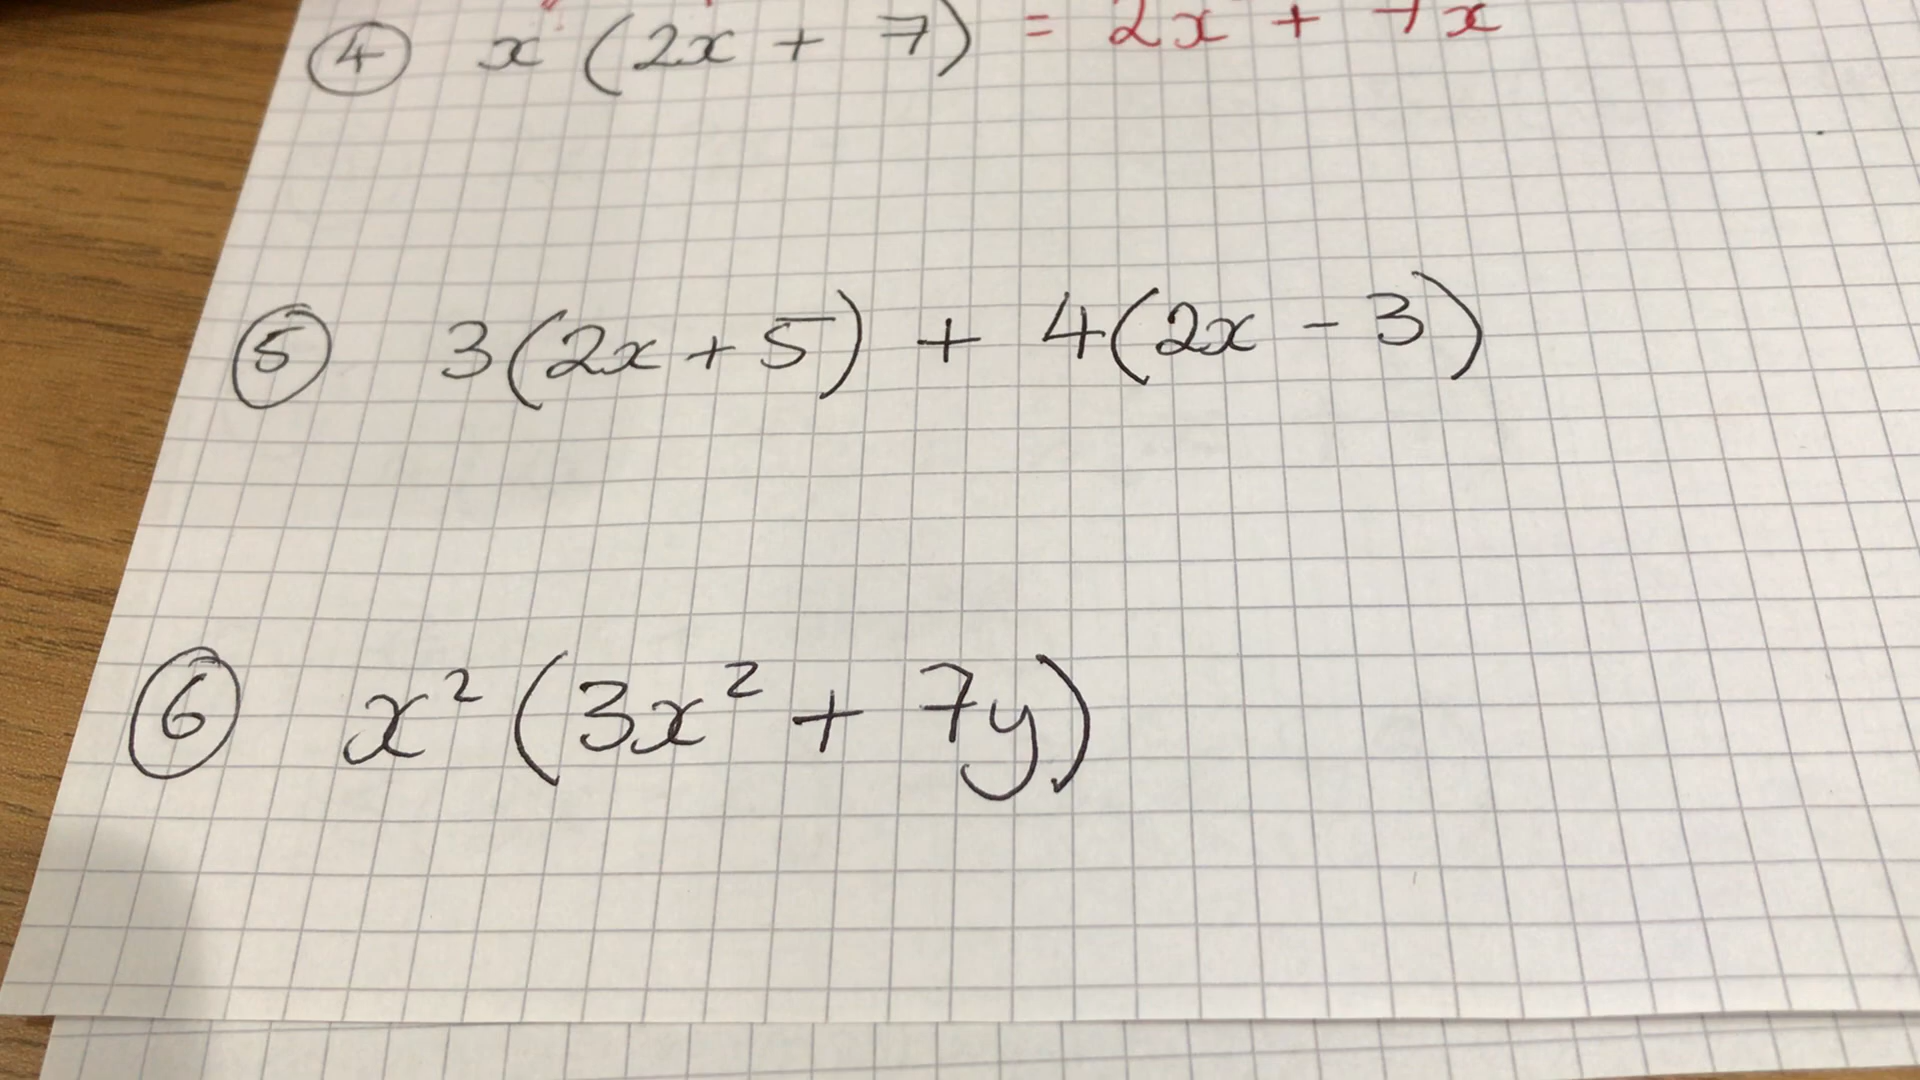 ④ x (2x + 7) = 2x + 7x
⑤ 3(2x + 5) + 4(2x - 3)
⑥ x² (3x² + 7y)